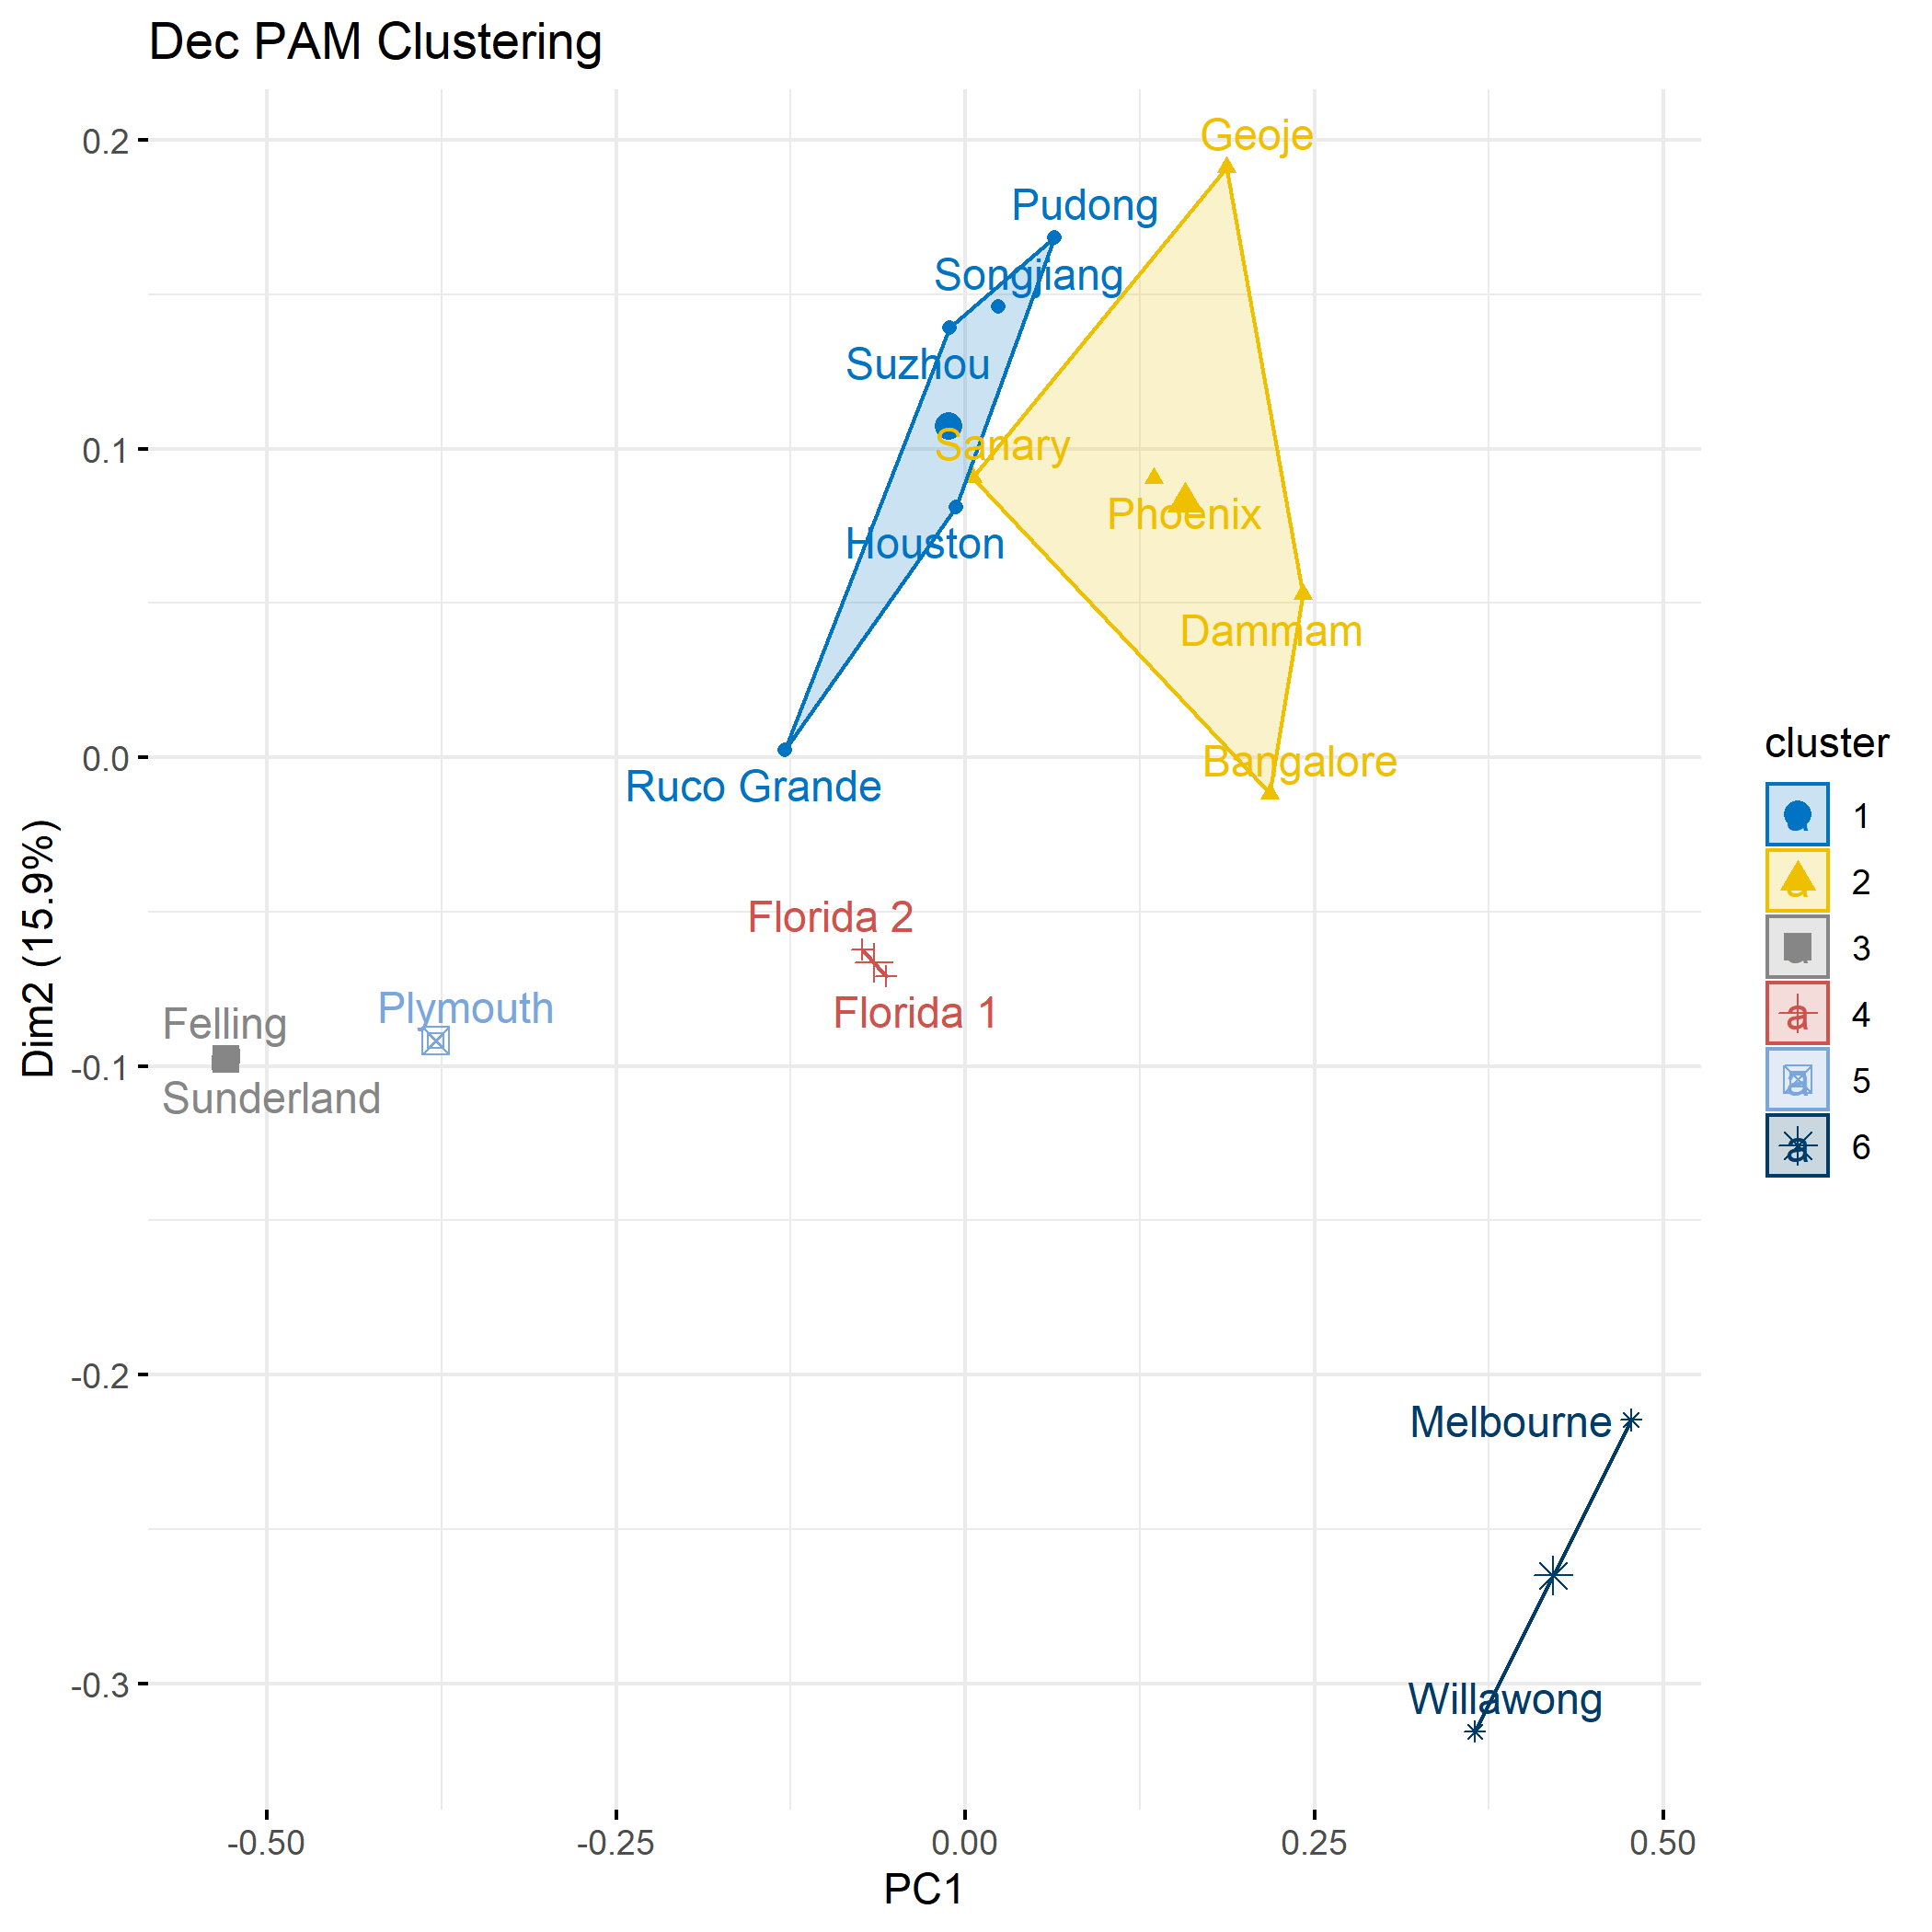 Dec PAM Clustering
Geoje
Pudong
Songjiang
Suzhou
Sanary
Phoenix
Houston
Dammam
Bangalore
Ruco Grande
Florida 2
Florida 1
Plymouth
Felling
Sunderland
Melbourne
Willawong
0.2
0.1
0.0
-0.1
-0.2
-0.3
Dim2 (15.9%)
-0.50
-0.25
0.00
0.25
0.50
PC1
cluster
a 1
a 2
a 3
a 4
a 5
a 6